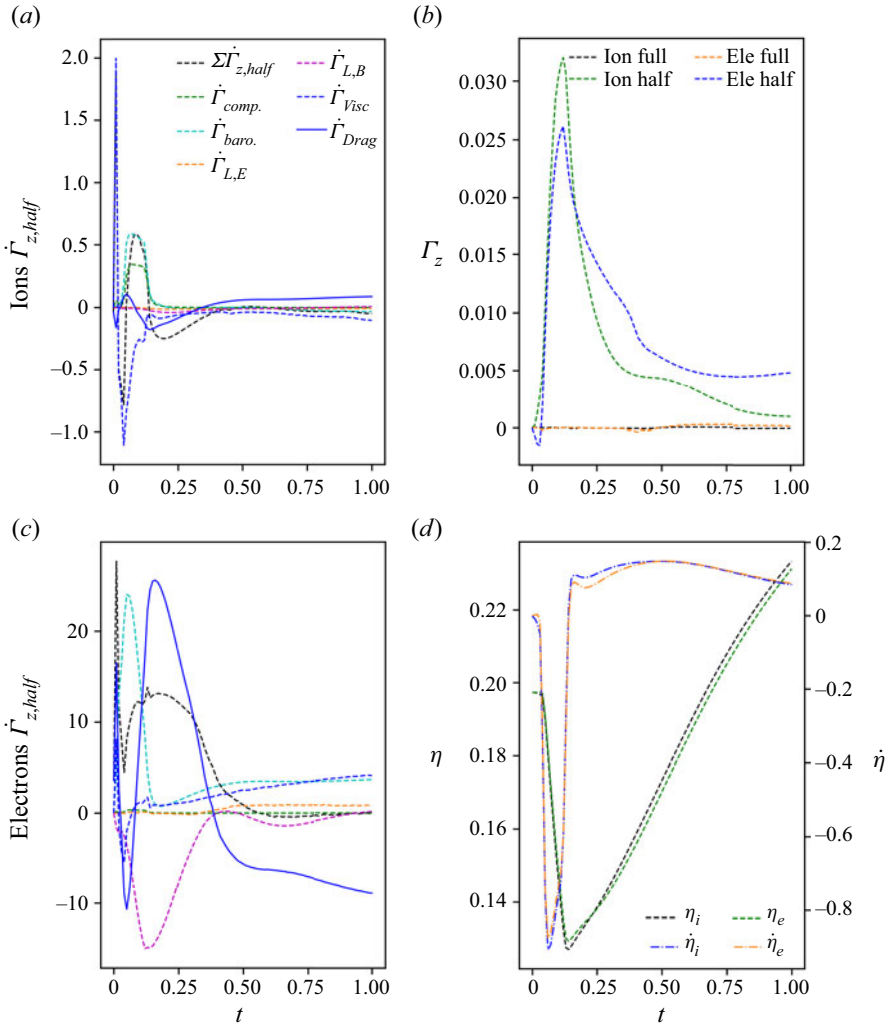 (a)
2.0
1.5
1.0
0.5
0
−0.5
−1.0
Ions Γ̇z,half
ΣΓ̇z,half
Γ̇comp.
Γ̇baro.
Γ̇L,E
Γ̇L,B
Γ̇Visc
Γ̇Drag
0 0.25 0.50 0.75 1.00
(b)
0.030
0.025
0.020
0.015
0.010
0.005
0
Γz
Ion full
Ion half
Ele full
Ele half
0 0.25 0.50 0.75 1.00
(c)
20
10
0
−10
Electrons Γ̇z,half
0 0.25 0.50 0.75 1.00
t
(d)
0.22
0.20
0.18
0.16
0.14
η
0.2
0
−0.2
−0.4
−0.6
−0.8
η̇
ηi
η̇i
ηe
η̇e
0 0.25 0.50 0.75 1.00
t